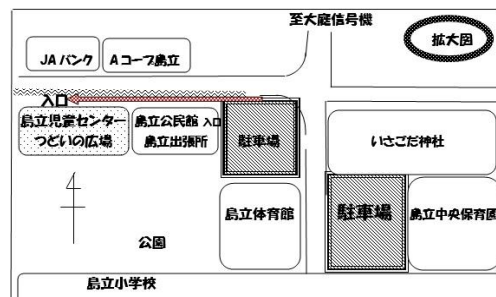 至大庭信号機
拡大図
JAバンク
Aコープ島立
入口
島立児童センター
つどいの広場
島立公民館 入口
島立出張所
駐車場
いさごだ神社
島立体育館
駐車場
島立中央保育園
公園
島立小学校